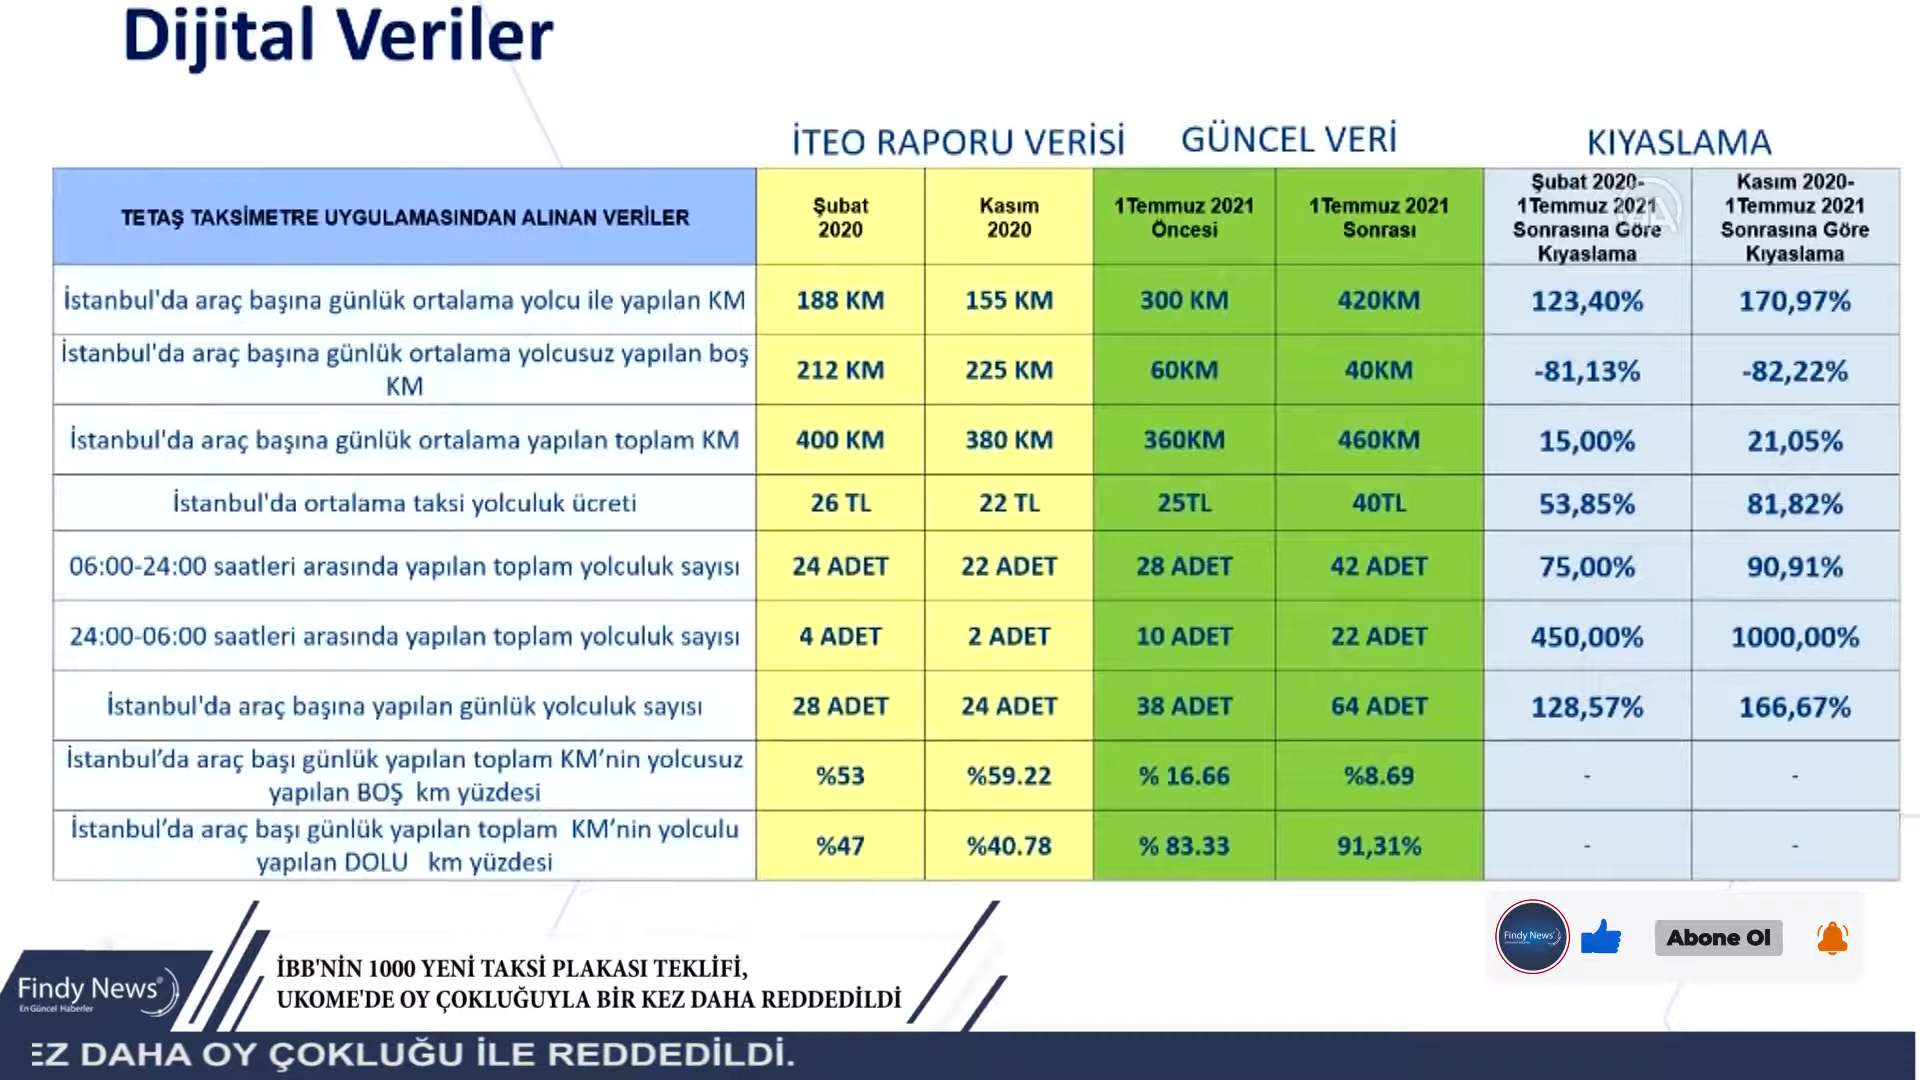 Dijital Veriler
İTEO RAPORU VERİSİ GÜNCEL VERİ KIYASLAMA
TETAŞ TAKSİMETRE UYGULAMASINDAN ALINAN VERİLER
Şubat
2020
Kasım
2020
1Temmuz 2021
Öncesi
1Temmuz 2021
Sonrası
Şubat 2020-
1Temmuz 2021
Sonrasına Göre
Kıyaslama
Kasım 2020-
1Temmuz 2021
Sonrasına Göre
Kıyaslama
İstanbul'da araç başına günlük ortalama yolcu ile yapılan KM 188 KM 155 KM 300 KM 420KM 123,40% 170,97%
İstanbul'da araç başına günlük ortalama yolcusuz yapılan boş
KM
212 KM 225 KM 60KM 40KM -81,13% -82,22%
İstanbul'da araç başına günlük ortalama yapılan toplam KM 400 KM 380 KM 360KM 460KM 15,00% 21,05%
İstanbul'da ortalama taksi yolculuk ücreti 26 TL 22 TL 25TL 40TL 53,85% 81,82%
06:00-24:00 saatleri arasında yapılan toplam yolculuk sayısı 24 ADET 22 ADET 28 ADET 42 ADET 75,00% 90,91%
24:00-06:00 saatleri arasında yapılan toplam yolculuk sayısı 4 ADET 2 ADET 10 ADET 22 ADET 450,00% 1000,00%
İstanbul'da araç başına yapılan günlük yolculuk sayısı 28 ADET 24 ADET 38 ADET 64 ADET 128,57% 166,67%
İstanbul’da araç başı günlük yapılan toplam KM’nin yolcusuz
yapılan BOŞ km yüzdesi
%53 %59.22 % 16.66 %8.69 - -
İstanbul’da araç başı günlük yapılan toplam KM’nin yolculu
yapılan DOLU km yüzdesi
%47 %40.78 % 83.33 91,31% - -
Findy News
Abone Ol
Findy News
En Güncel Haberler
İBB'NİN 1000 YENİ TAKSİ PLAKASI TEKLİFİ,
UKOME'DE OY ÇOKLUĞUYLA BİR KEZ DAHA REDDEDİLDİ
EZ DAHA OY ÇOKLUĞU İLE REDDEDİLDİ.